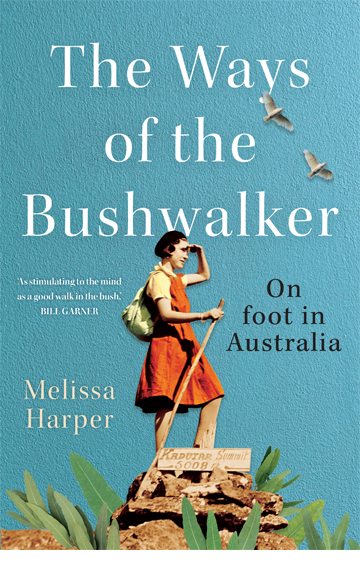 The Ways
of the
Bushwalker
'As stimulating to the mind
as a good walk in the bush.'
BILL GARNER
On
foot in
Australia
Melissa
Harper
KAPUTAR SUMMIT
5008